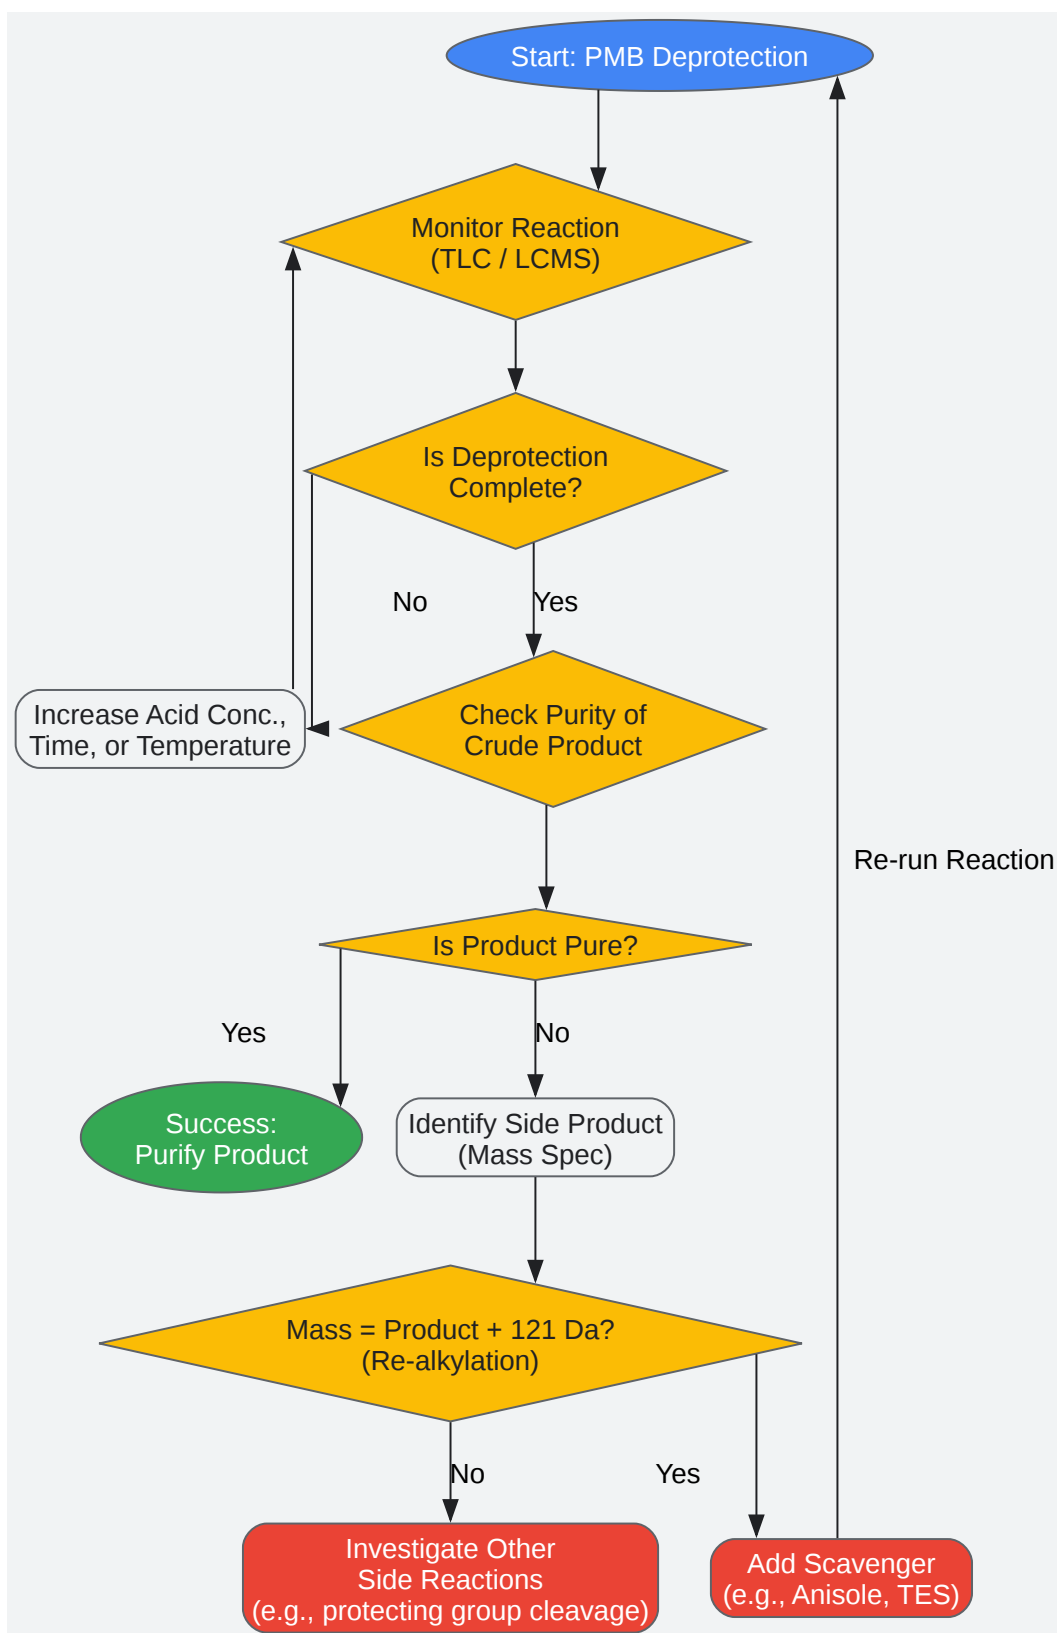 Start: PMB Deprotection
Monitor Reaction
(TLC / LCMS)
Is Deprotection
Complete?
No
Yes
Increase Acid Conc.,
Time, or Temperature
Check Purity of
Crude Product
Re-run Reaction
Is Product Pure?
Yes
No
Success:
Purify Product
Identify Side Product
(Mass Spec)
Mass = Product + 121 Da?
(Re-alkylation)
No
Yes
Investigate Other
Side Reactions
(e.g., protecting group cleavage)
Add Scavenger
(e.g., Anisole, TES)